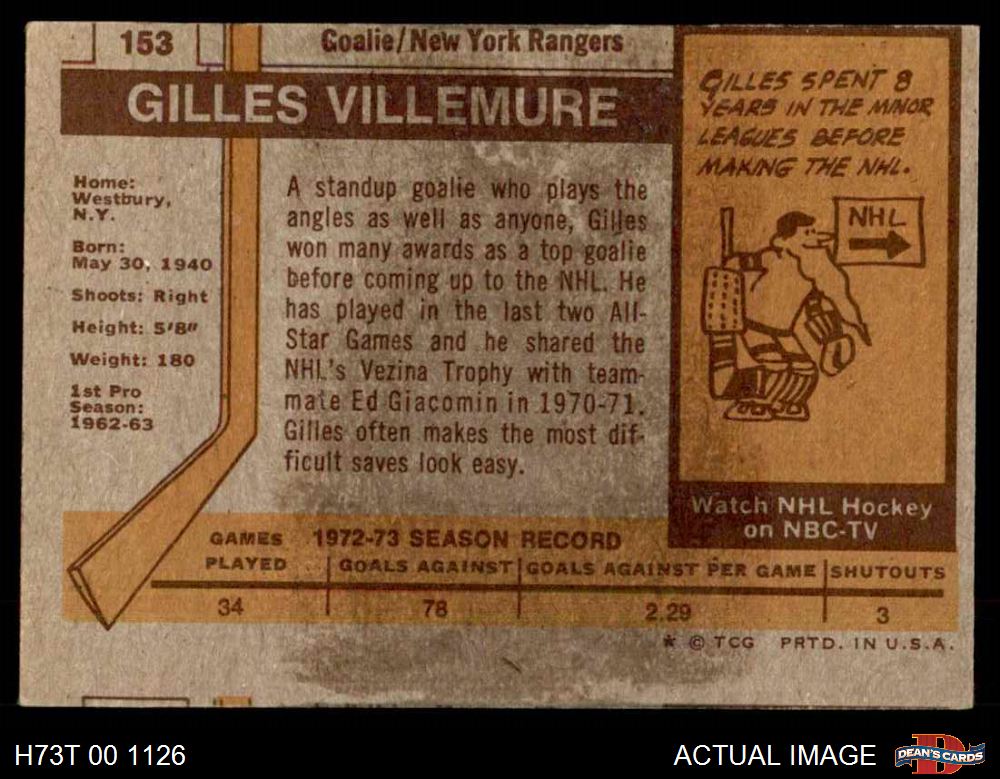 153
Goalie/New York Rangers
GILLES VILLEMURE
Home:
Westbury,
N.Y.
Born:
May 30, 1940
Shoots: Right
Height: 5'8"
Weight: 180
1st Pro
Season:
1962-63
A standup goalie who plays the
angles as well as anyone, Gilles
won many awards as a top goalie
before coming up to the NHL. He
has played in the last two All-
Star Games and he shared the
NHL's Vezina Trophy with team-
mate Ed Giacomin in 1970-71.
Gilles often makes the most dif-
ficult saves look easy.
GILLES SPENT 8
YEARS IN THE MINOR
LEAGUES BEFORE
MAKING THE NHL.
NHL
Watch NHL Hockey
on NBC-TV
1972-73 SEASON RECORD
GAMES
PLAYED GOALS AGAINST GOALS AGAINST PER GAME SHUTOUTS
34 78 2.29 3
* © TCG PRTD. IN U.S.A.
H73T 00 1126 ACTUAL IMAGE DEAN'S CARDS